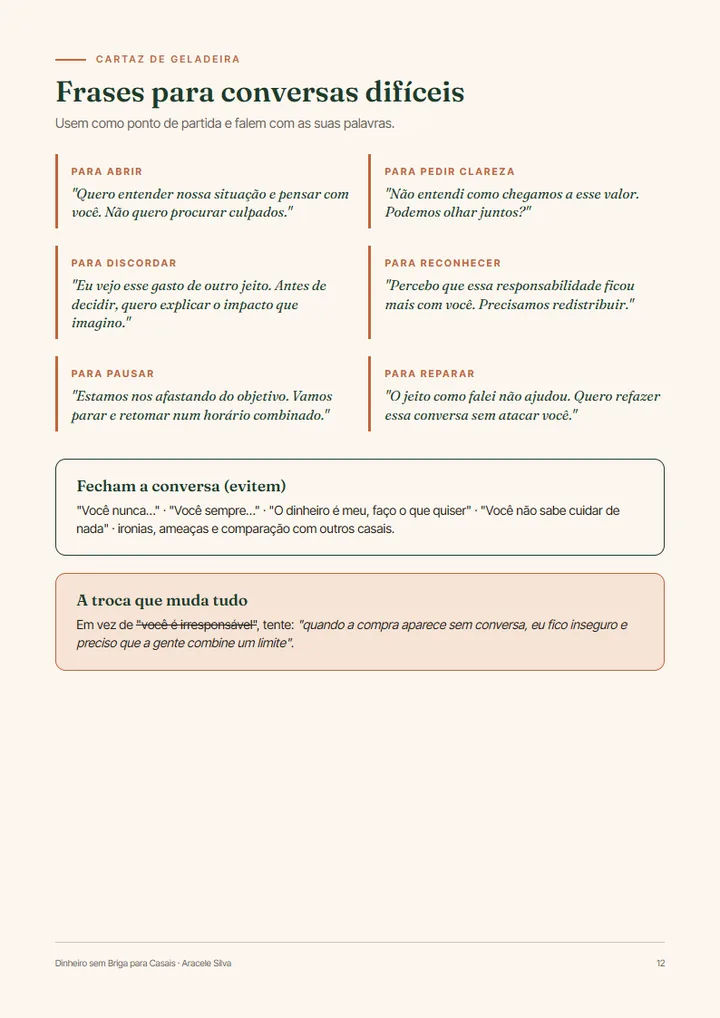 CARTAZ DE GELADEIRA
Frases para conversas difíceis
Usem como ponto de partida e falem com as suas palavras.
PARA ABRIR
"Quero entender nossa situação e pensar com
você. Não quero procurar culpados."
PARA PEDIR CLAREZA
"Não entendi como chegamos a esse valor.
Podemos olhar juntos?"
PARA DISCORDAR
"Eu vejo esse gasto de outro jeito. Antes de
decidir, quero explicar o impacto que
imagino."
PARA RECONHECER
"Percebo que essa responsabilidade ficou
mais com você. Precisamos redistribuir."
PARA PAUSAR
"Estamos nos afastando do objetivo. Vamos
parar e retomar num horário combinado."
PARA REPARAR
"O jeito como falei não ajudou. Quero refazer
essa conversa sem atacar você."
Fecham a conversa (evitem)
"Você nunca..." · "Você sempre..." · "O dinheiro é meu, faço o que quiser" · "Você não sabe cuidar de
nada" · ironias, ameaças e comparação com outros casais.
A troca que muda tudo
Em vez de "você é irresponsável", tente: "quando a compra aparece sem conversa, eu fico inseguro e
preciso que a gente combine um limite".
Dinheiro sem Briga para Casais · Aracele Silva
12